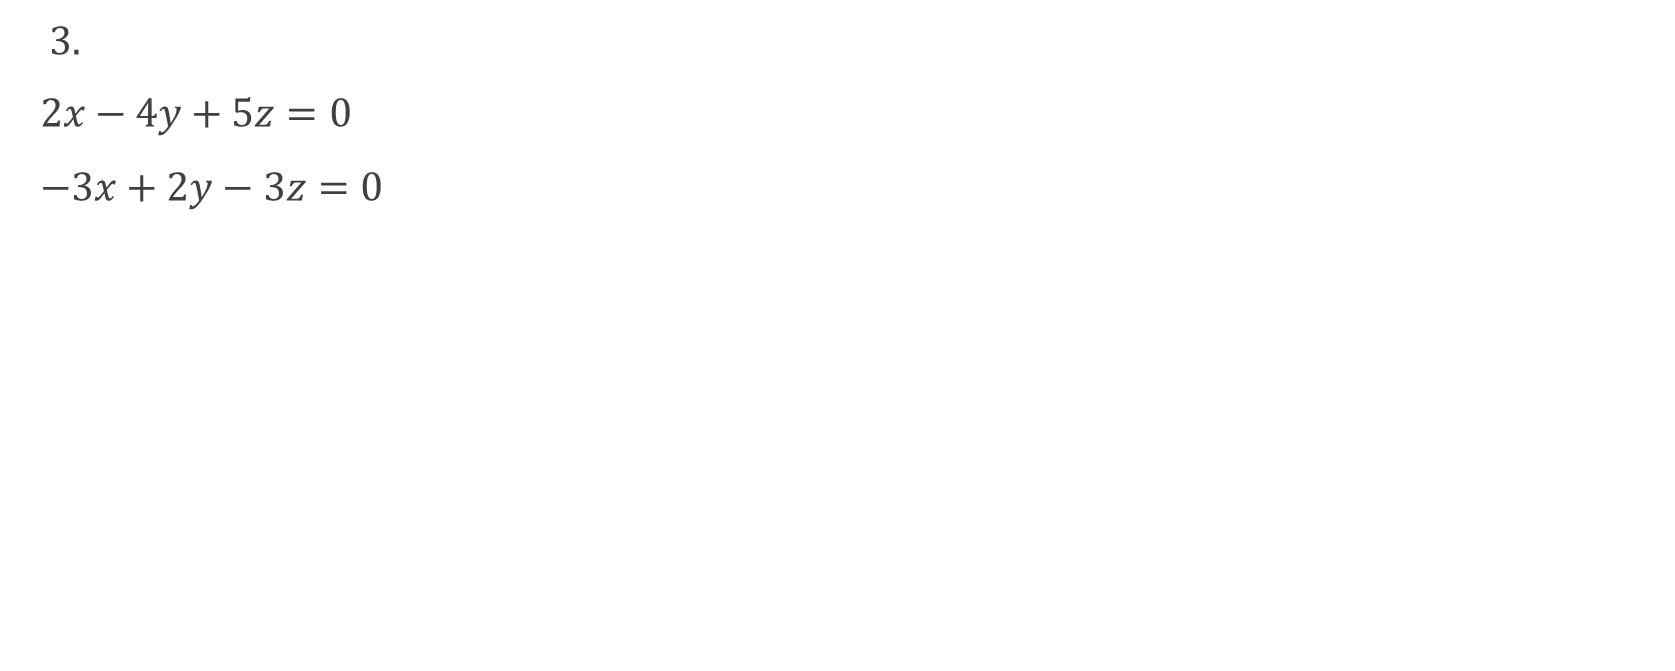 3.
2x − 4y + 5z = 0
−3x + 2y − 3z = 0